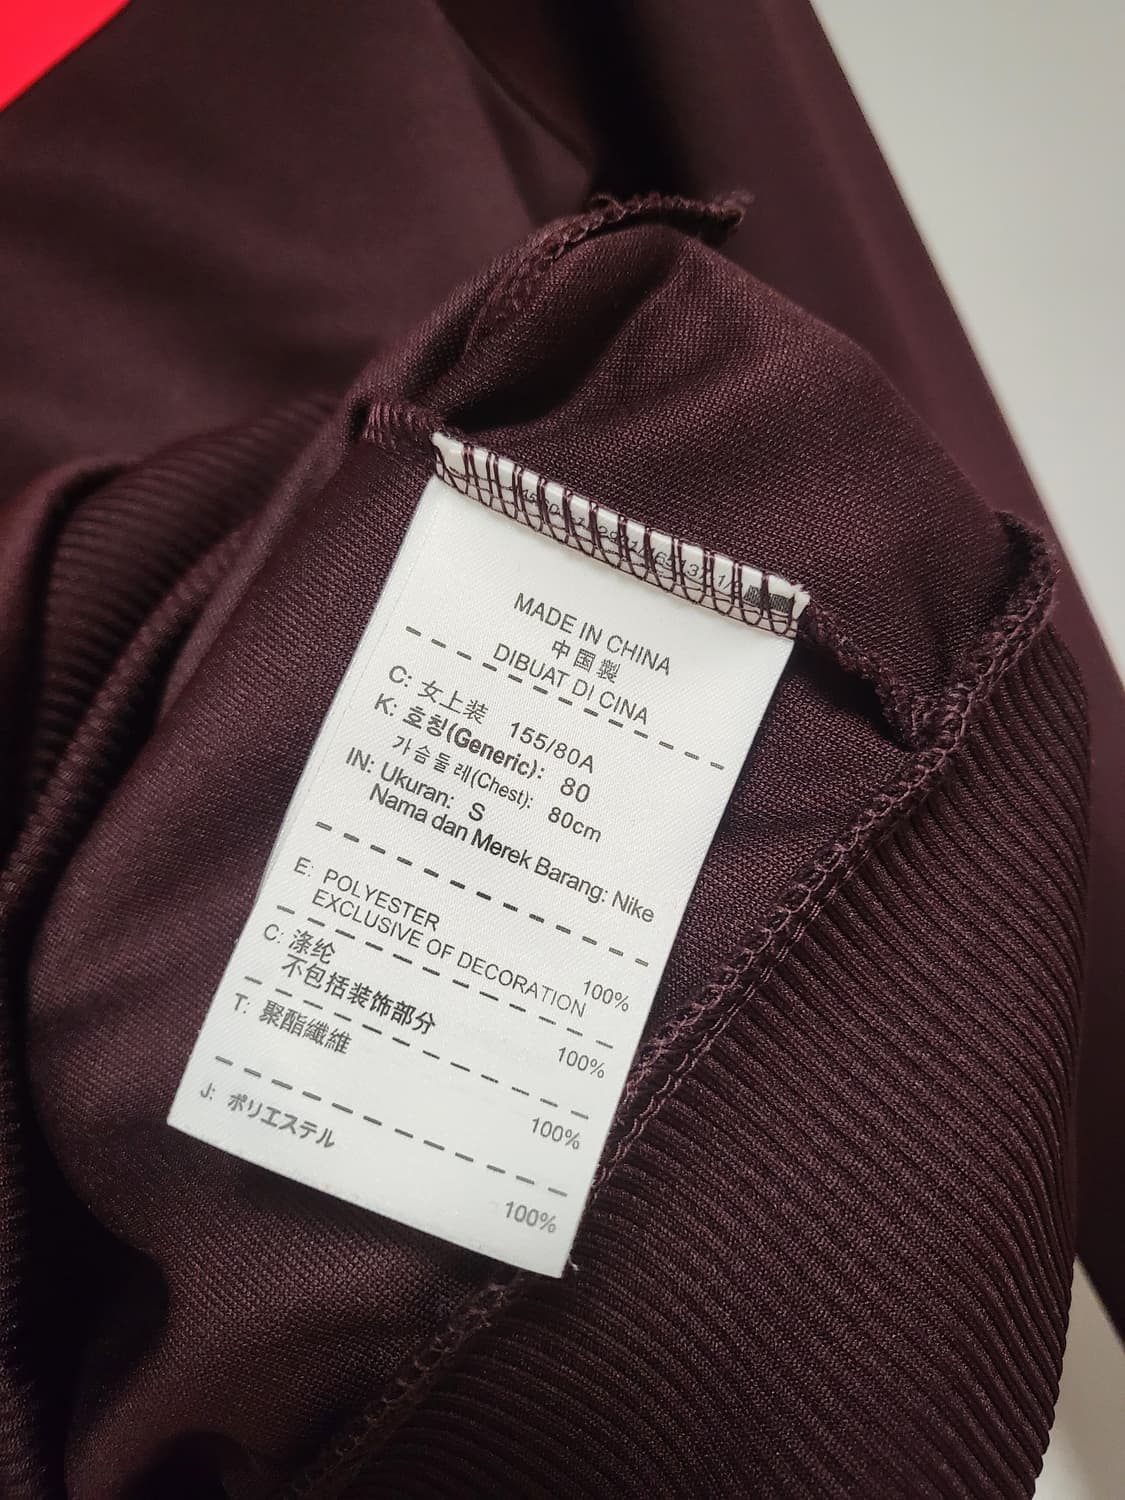 MADE IN CHINA
中国製
DIBUAT DI CINA
C: 女上装 155/80A
K: 호칭(Generic): 80
가슴둘레(Chest): 80cm
IN: Ukuran: S
Nama dan Merek Barang: Nike
E: POLYESTER 100%
EXCLUSIVE OF DECORATION
C: 涤纶 100%
不包括装饰部分
T: 聚酯纖維 100%
J: ポリエステル 100%